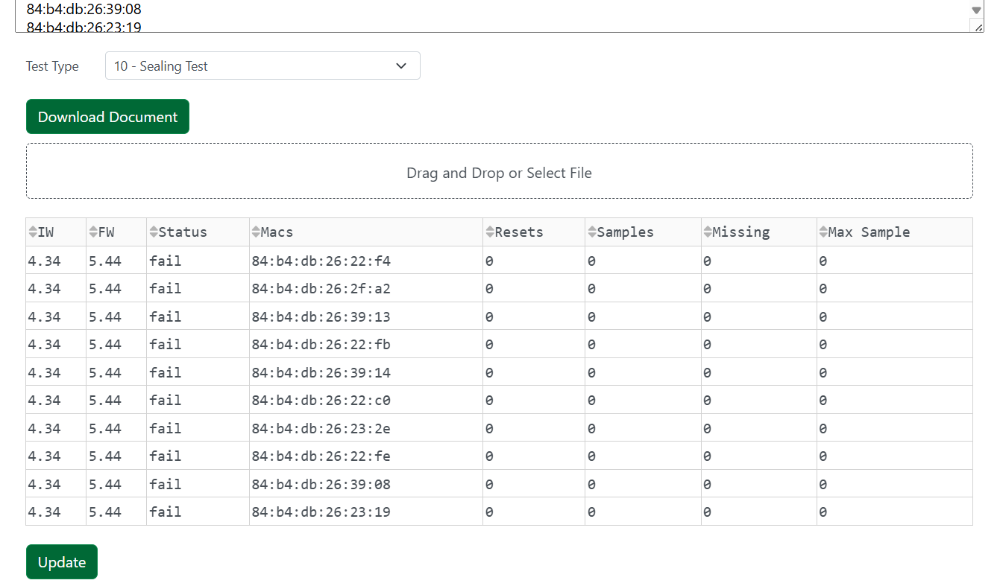 84:b4:db:26:39:08
84:b4:db:26:23:19
Test Type 10 - Sealing Test
Download Document
Drag and Drop or Select File
IW FW Status Macs Resets Samples Missing Max Sample
4.34 5.44 fail 84:b4:db:26:22:f4 0 0 0 0
4.34 5.44 fail 84:b4:db:26:2f:a2 0 0 0 0
4.34 5.44 fail 84:b4:db:26:39:13 0 0 0 0
4.34 5.44 fail 84:b4:db:26:22:fb 0 0 0 0
4.34 5.44 fail 84:b4:db:26:39:14 0 0 0 0
4.34 5.44 fail 84:b4:db:26:22:c0 0 0 0 0
4.34 5.44 fail 84:b4:db:26:23:2e 0 0 0 0
4.34 5.44 fail 84:b4:db:26:22:fe 0 0 0 0
4.34 5.44 fail 84:b4:db:26:39:08 0 0 0 0
4.34 5.44 fail 84:b4:db:26:23:19 0 0 0 0
Update